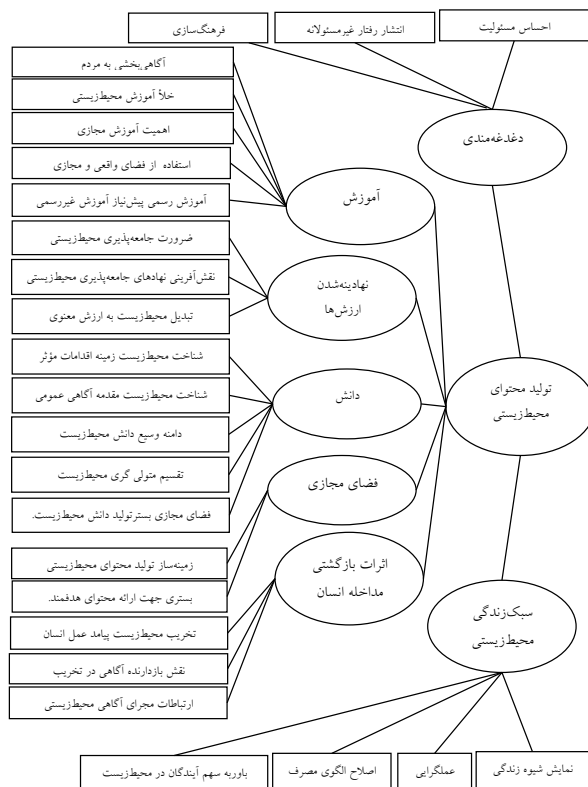 احساس مسئولیت
انتشار رفتار غیرمسئولانه
فرهنگ‌سازی
دغدغه‌مندی
آگاهی‌بخشی به مردم
خلأ آموزش محیط‌زیستی
اهمیت آموزش مجازی
استفاده از فضای واقعی و مجازی
آموزش رسمی پیش‌نیاز آموزش غیررسمی
آموزش
ضرورت جامعه‌پذیری محیط‌زیستی
نقش‌آفرینی نهادهای جامعه‌پذیری محیط‌زیستی
تبدیل محیط‌زیست به ارزش معنوی
نهادینه‌شدن
ارزش‌ها
تولید محتوای
محیط‌زیستی
شناخت محیط‌زیست زمینه اقدامات مؤثر
شناخت محیط‌زیست مقدمه آگاهی عمومی
دامنه وسیع دانش محیط‌زیست
تقسیم متولی گری محیط‌زیست
فضای مجازی بسترتولید دانش محیط‌زیست.
دانش
فضای مجازی
زمینه‌ساز تولید محتوای محیط‌زیستی
بستری جهت ارائه محتوای هدفمند.
اثرات بازگشتی
مداخله انسان
تخریب محیط‌زیست پیامد عمل انسان
نقش بازدارنده آگاهی در تخریب
ارتباطات مجرای آگاهی محیط‌زیستی
سبک‌زندگی
محیط‌زیستی
نمایش شیوه زندگی
عملگرایی
اصلاح الگوی مصرف
باوربه سهم آیندگان در محیط‌زیست